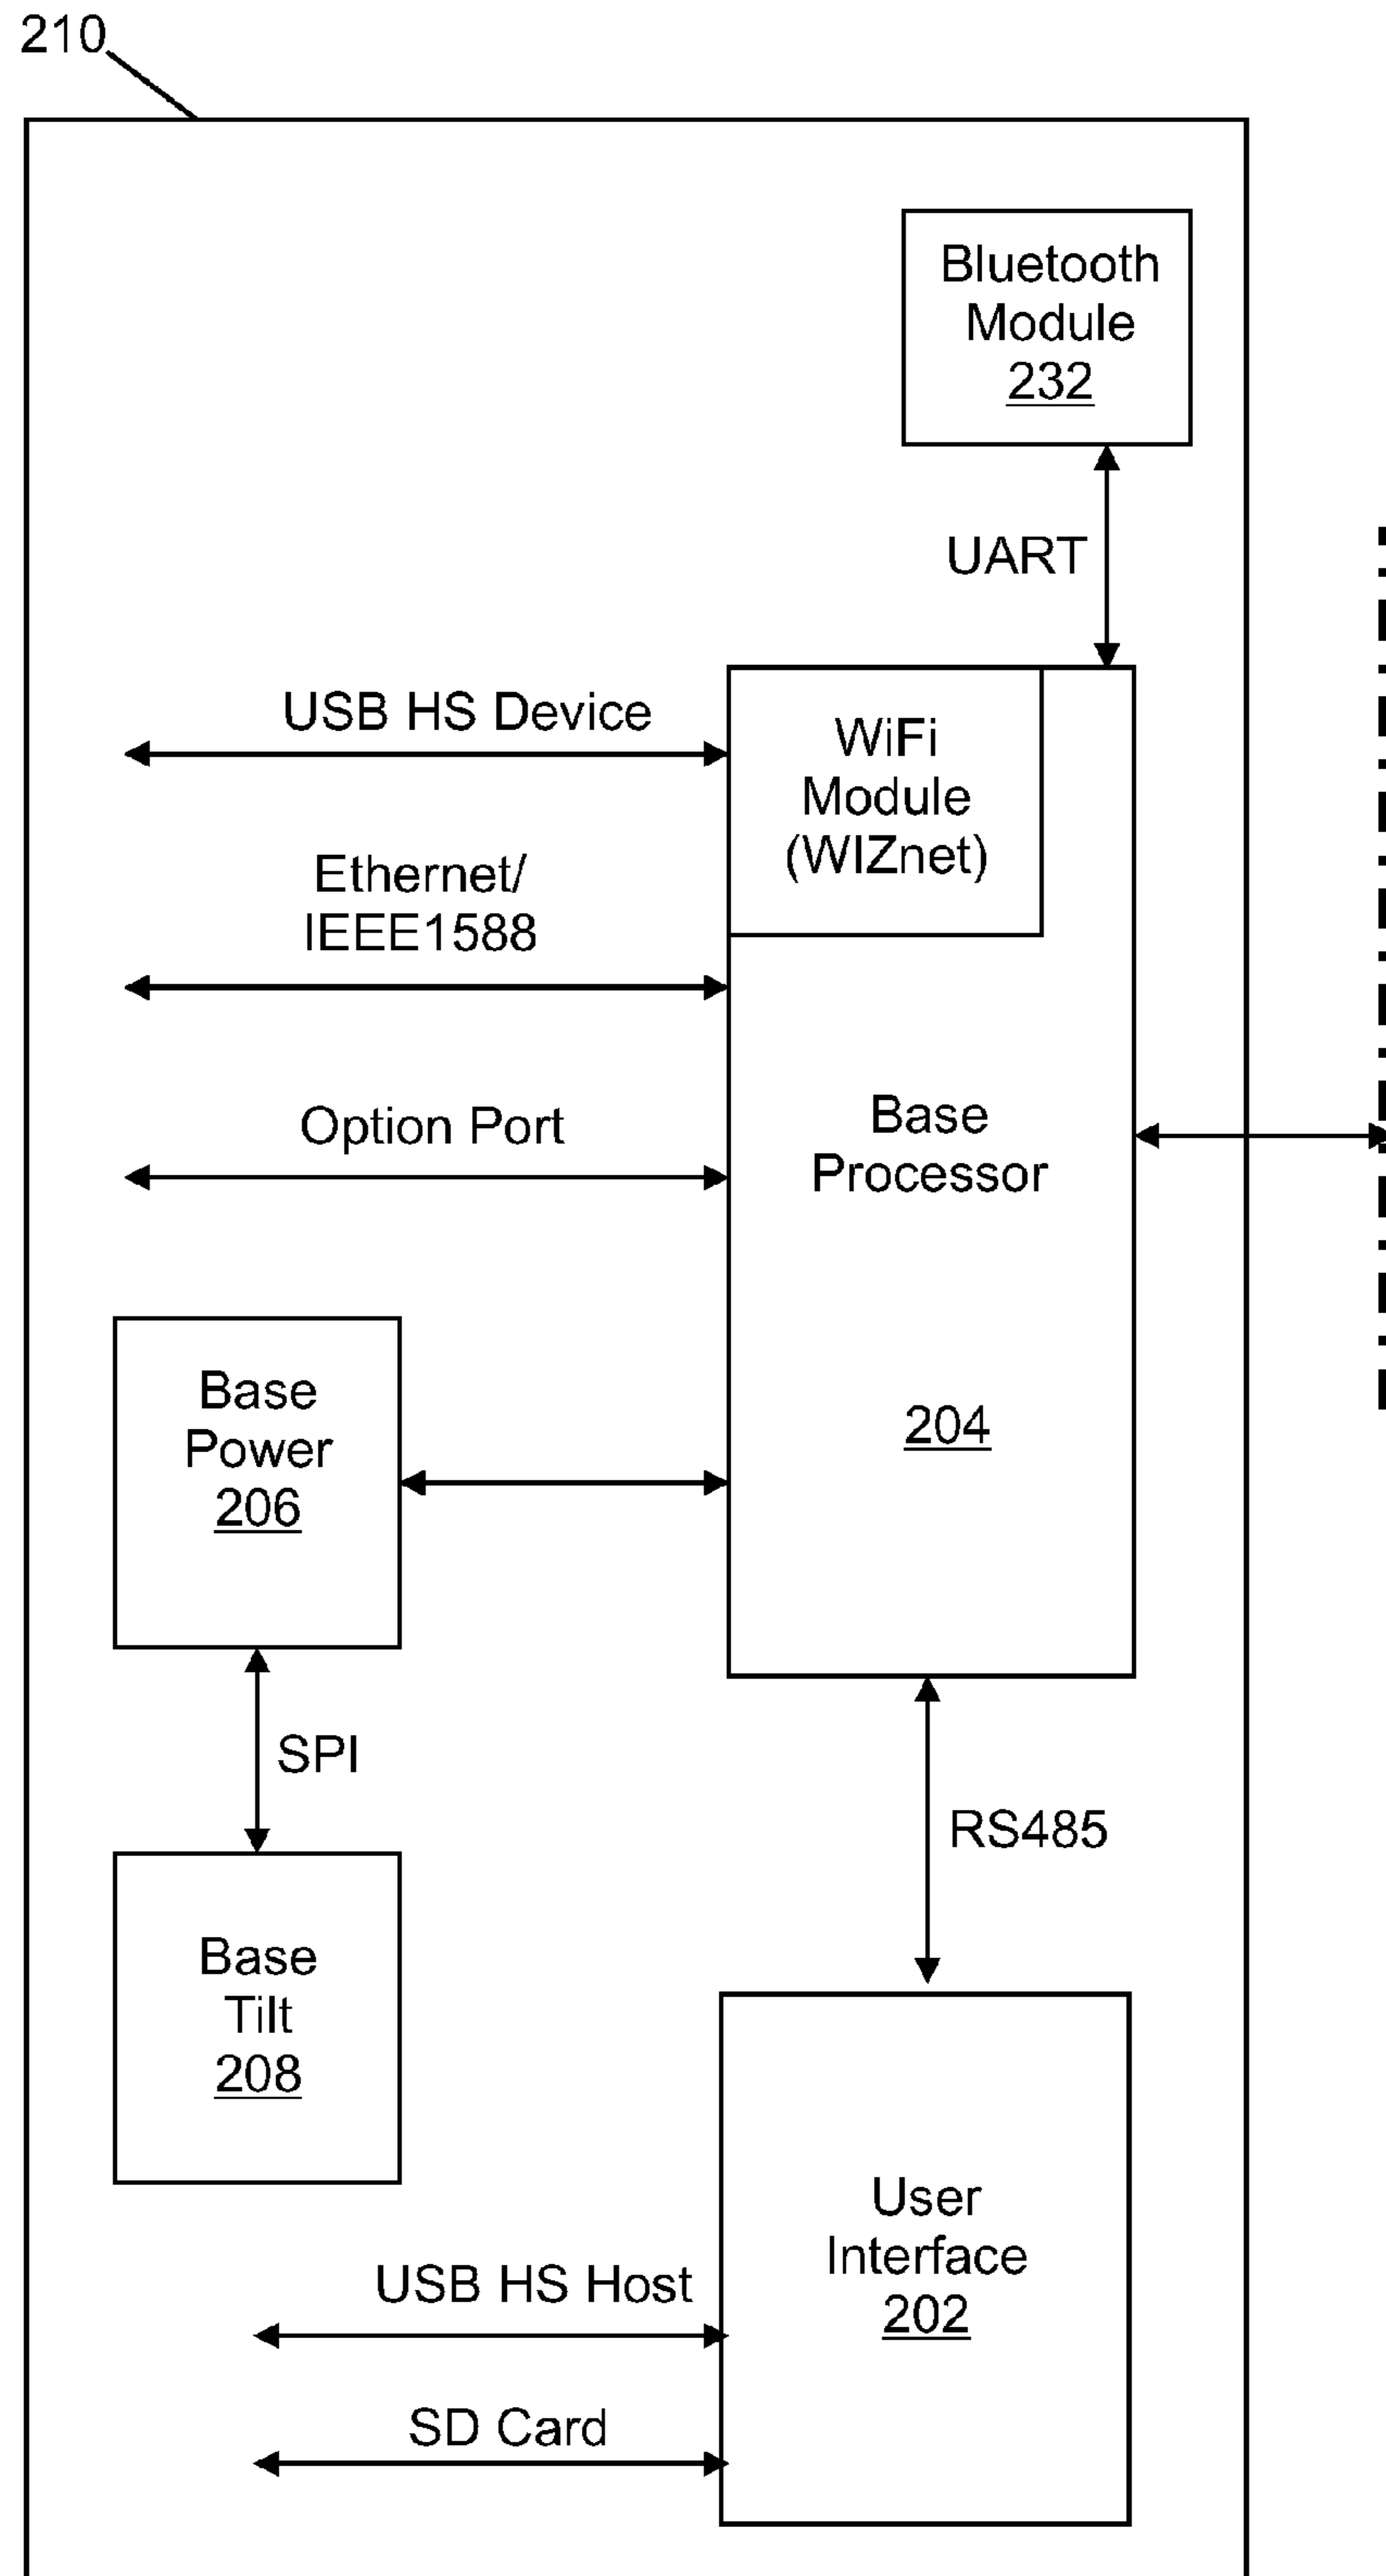 210
Bluetooth
Module
232
UART
USB HS Device
WiFi
Module
(WIZnet)
Ethernet/
IEEE1588
Option Port
Base
Processor
204
Base
Power
206
SPI
RS485
Base
Tilt
208
User
Interface
202
USB HS Host
SD Card